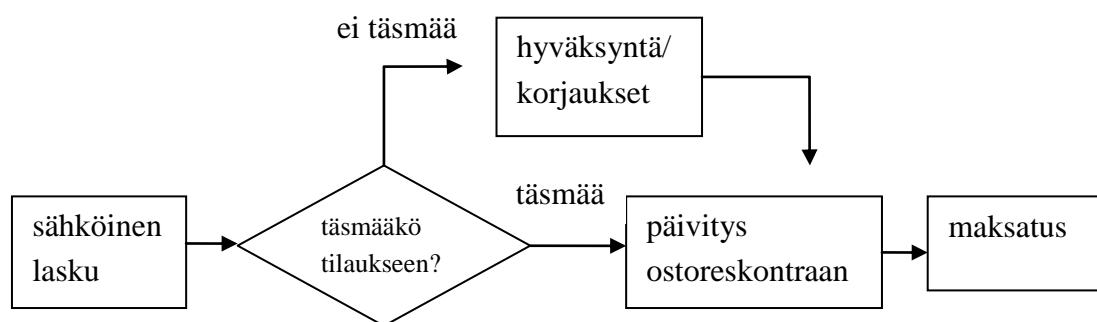 ei täsmää
hyväksyntä/
korjaukset
sähköinen
lasku
täsmääkö
tilaukseen?
täsmää
päivitys
ostoreskontraan
maksatus